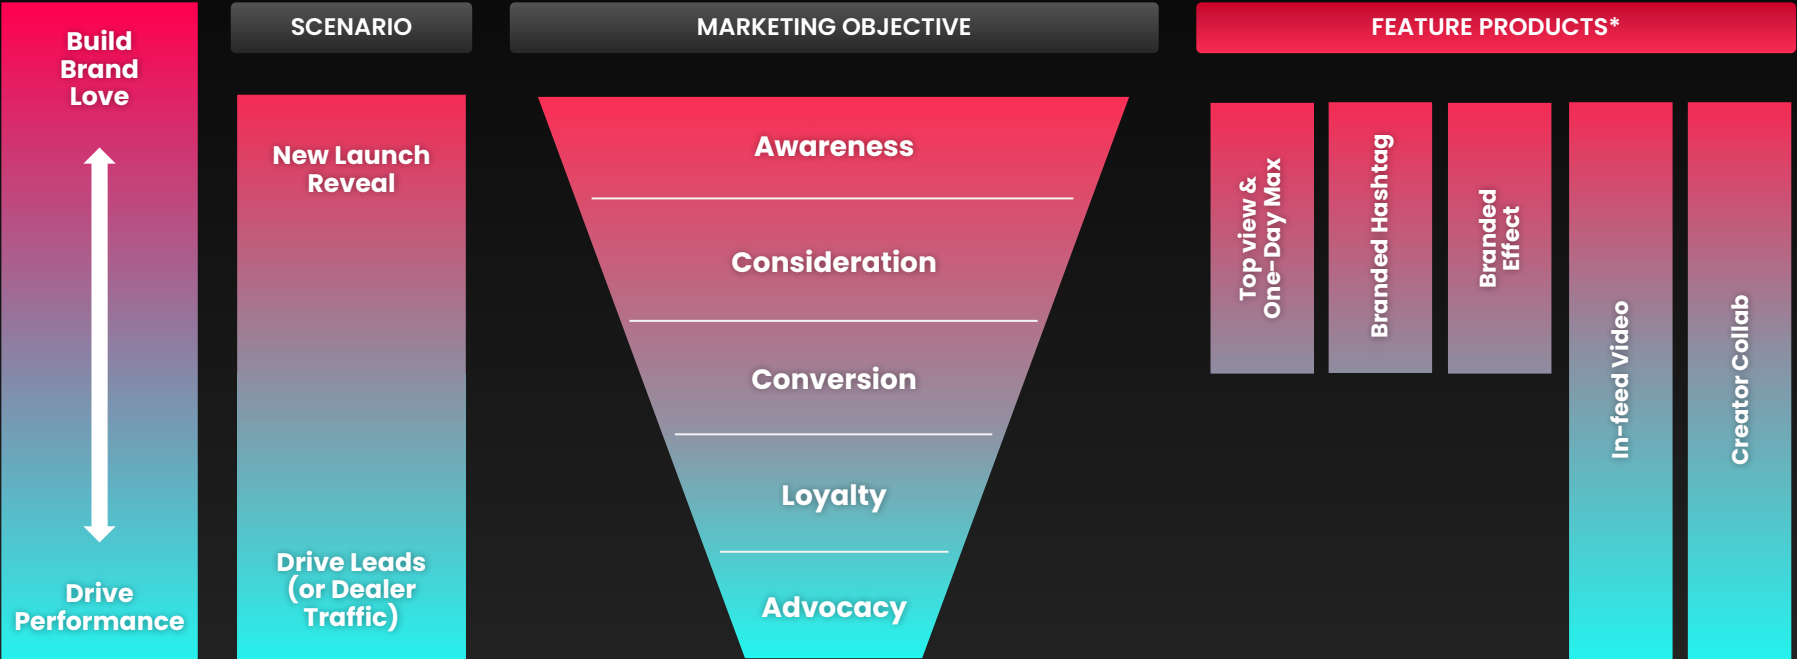 Build
Brand
Love
Drive
Performance
SCENARIO
New Launch
Reveal
Drive Leads
(or Dealer
Traffic)
MARKETING OBJECTIVE
Awareness
Consideration
Conversion
Loyalty
Advocacy
FEATURE PRODUCTS*
Top view &
One-Day Max
Branded Hashtag
Branded
Effect
In-feed Video
Creator Collab